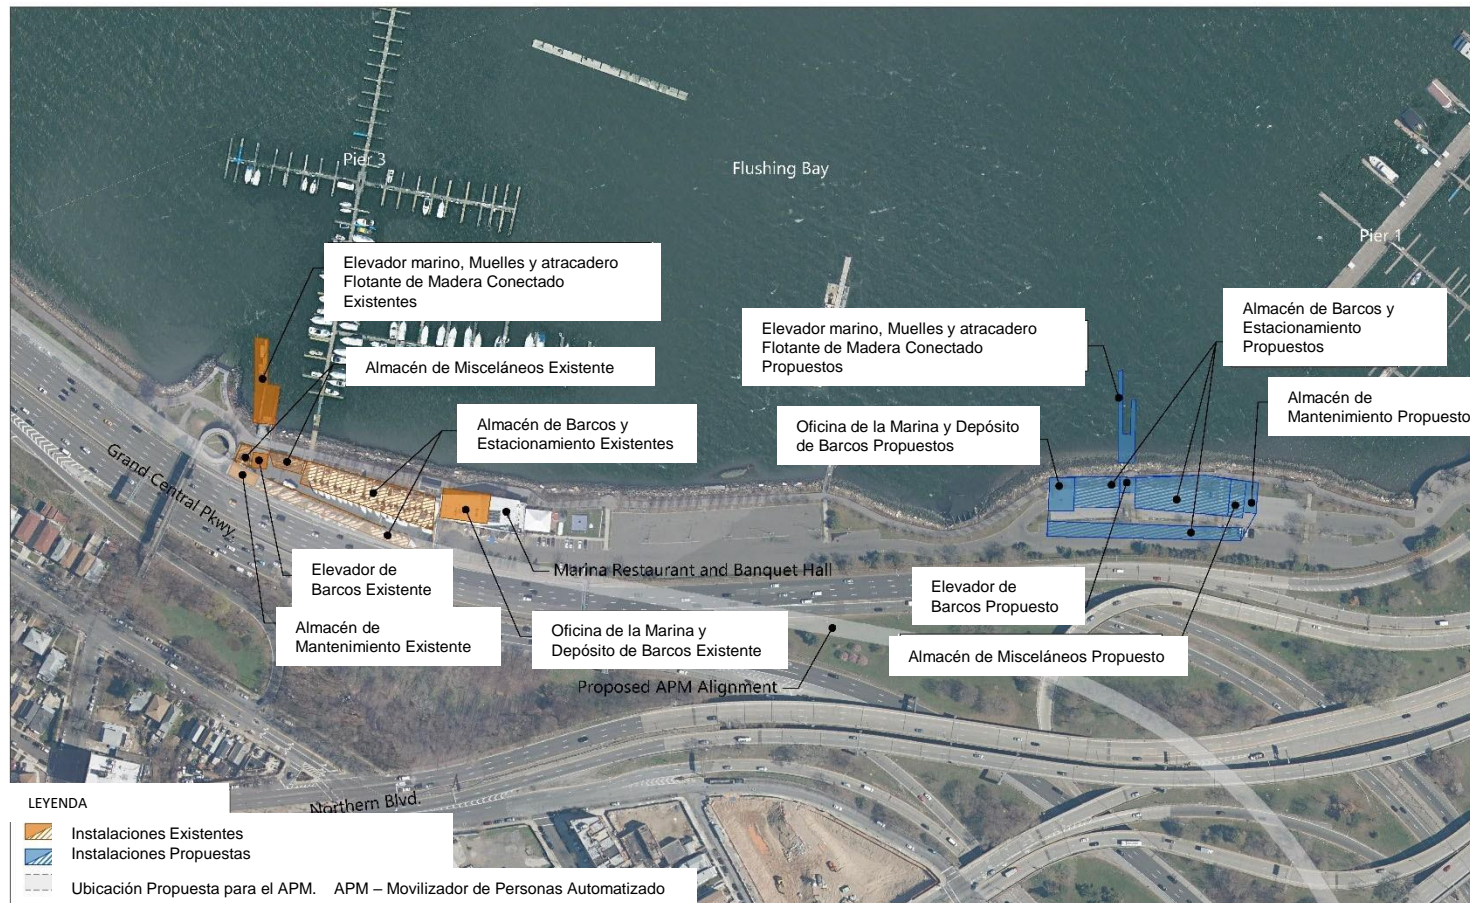 Pier 3
Flushing Bay
Pier 1
Elevador marino, Muelles y atracadero
Flotante de Madera Conectado
Existentes
Almacén de Misceláneos Existente
Almacén de Barcos y
Estacionamiento Existentes
Elevador marino, Muelles y atracadero
Flotante de Madera Conectado
Propuestos
Almacén de Barcos y
Estacionamiento
Propuestos
Almacén de
Mantenimiento Propuesto
Oficina de la Marina y Depósito
de Barcos Propuestos
Grand Central Pkwy.
Elevador de
Barcos Existente
Almacén de
Mantenimiento Existente
Marina Restaurant and Banquet Hall
Oficina de la Marina y
Depósito de Barcos Existente
Proposed APM Alignment
Elevador de
Barcos Propuesto
Almacén de Misceláneos Propuesto
Northern Blvd.
LEYENDA
Instalaciones Existentes
Instalaciones Propuestas
Ubicación Propuesta para el APM. APM – Movilizador de Personas Automatizado